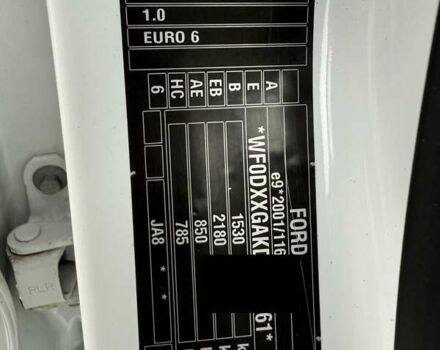 1.0
EURO 6
FORD
e9*2001/116
*WF0DXXGAKD
61*
1530
2180
850
785
A E B EB AE HC 6
JA8 * *
RLR